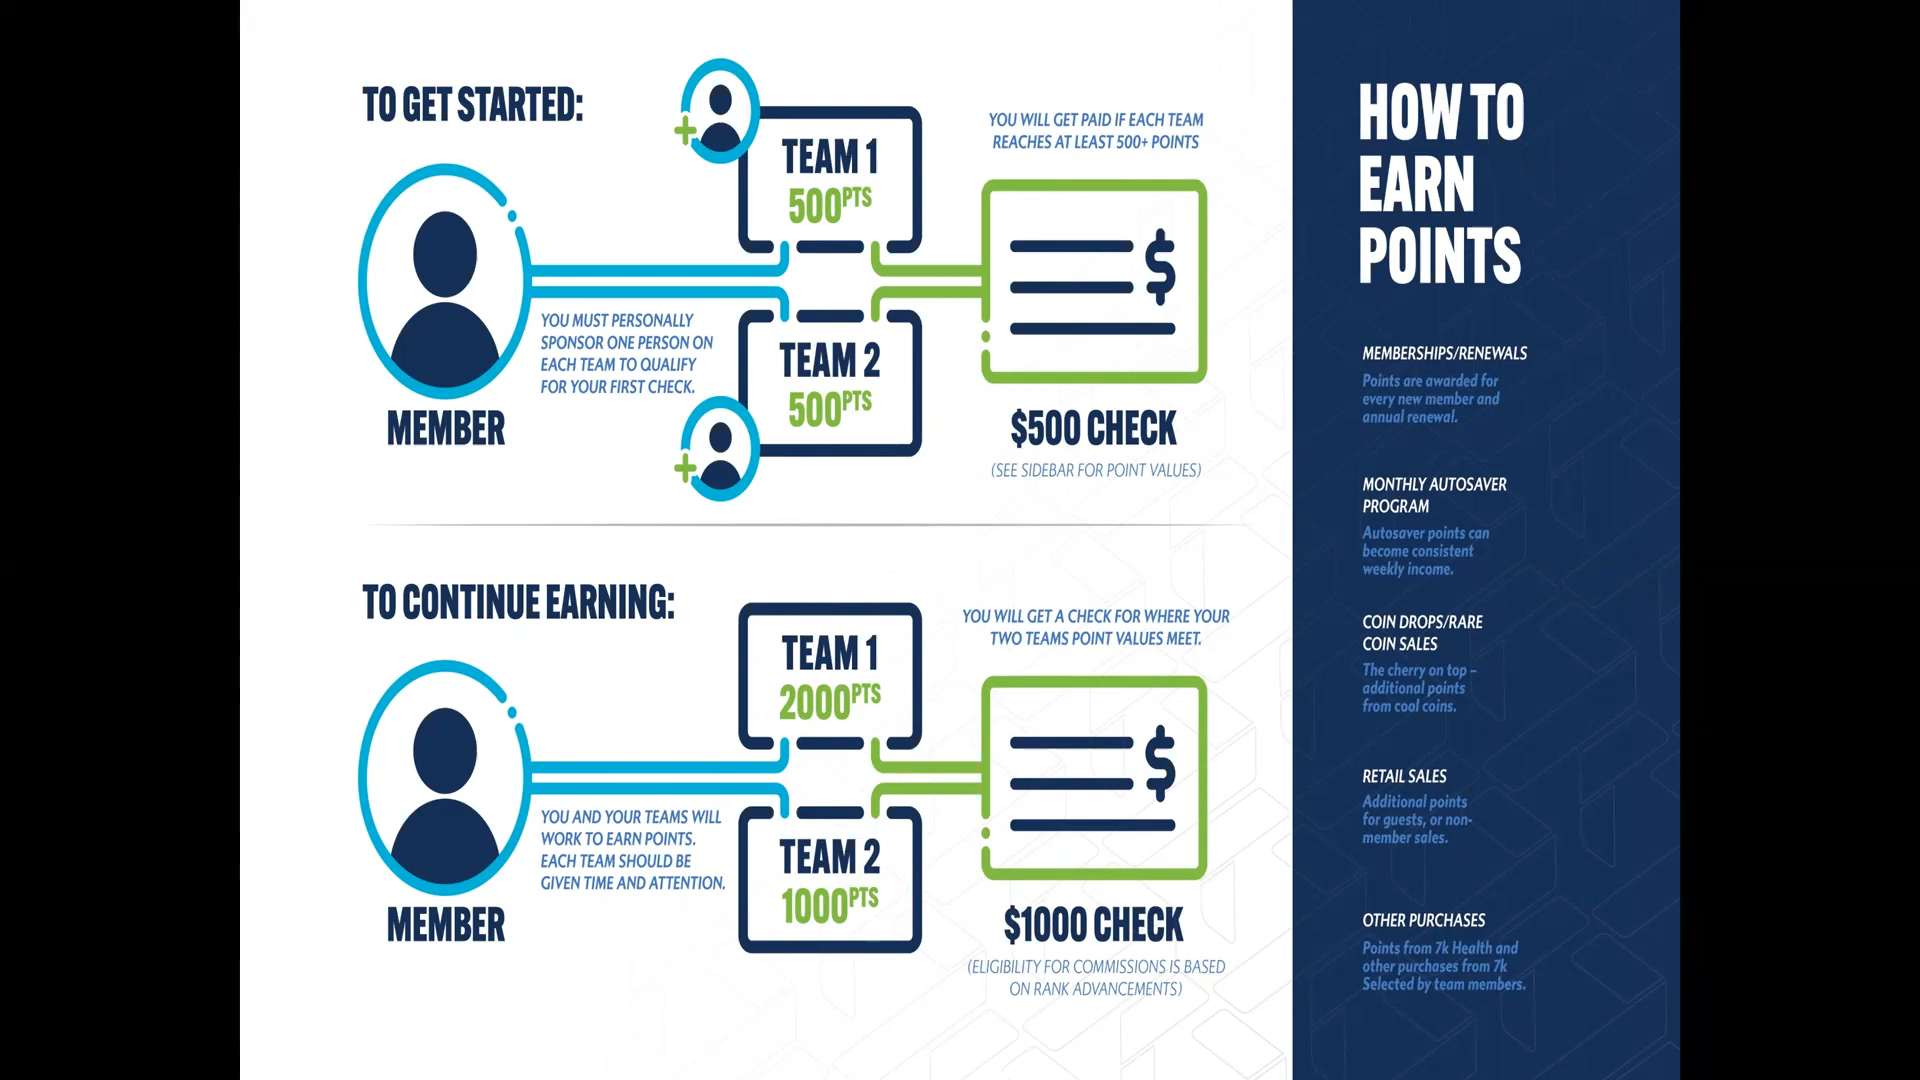 TO GET STARTED:
TEAM 1
500PTS
YOU WILL GET PAID IF EACH TEAM
REACHES AT LEAST 500+ POINTS
YOU MUST PERSONALLY
SPONSOR ONE PERSON ON
EACH TEAM TO QUALIFY
FOR YOUR FIRST CHECK.
MEMBER
TEAM 2
500PTS
$
$500 CHECK
(SEE SIDEBAR FOR POINT VALUES)
TO CONTINUE EARNING:
TEAM 1
2000PTS
YOU WILL GET A CHECK FOR WHERE YOUR
TWO TEAMS POINT VALUES MEET.
YOU AND YOUR TEAMS WILL
WORK TO EARN POINTS.
EACH TEAM SHOULD BE
GIVEN TIME AND ATTENTION.
MEMBER
TEAM 2
1000PTS
$
$1000 CHECK
(ELIGIBILITY FOR COMMISSIONS IS BASED
ON RANK ADVANCEMENTS)
HOW TO
EARN
POINTS
MEMBERSHIPS/RENEWALS
Points are awarded for
every new member and
annual renewal.
MONTHLY AUTOSAVER
PROGRAM
Autosaver points can
become consistent
weekly income.
COIN DROPS/RARE
COIN SALES
The cherry on top –
additional points
from cool coins.
RETAIL SALES
Additional points
for guests, or non-
member sales.
OTHER PURCHASES
Points from 7k Health and
other purchases from 7k
Selected by team members.